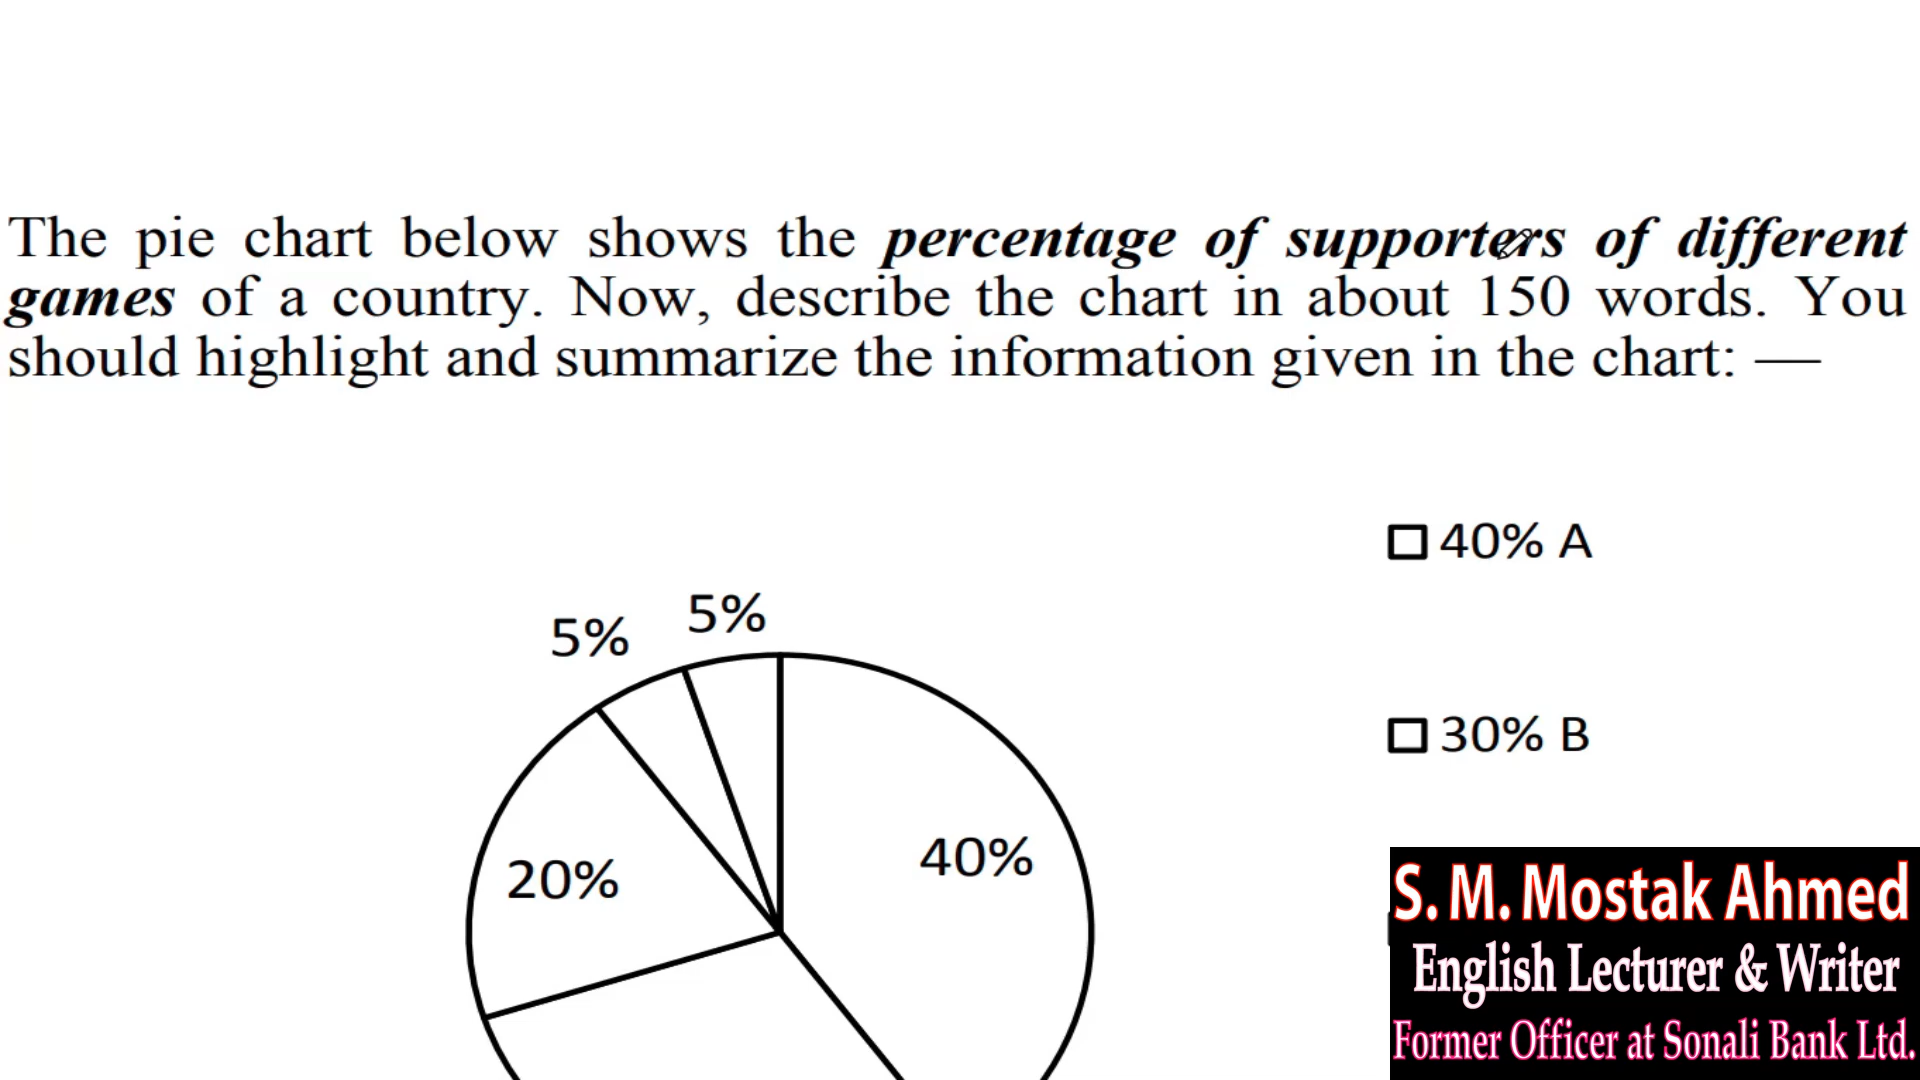 The pie chart below shows the percentage of supporters of different
games of a country. Now, describe the chart in about 150 words. You
should highlight and summarize the information given in the chart: —
40% A
5%
5%
30% B
40%
20%
S. M. Mostak Ahmed
English Lecturer & Writer
Former Officer at Sonali Bank Ltd.